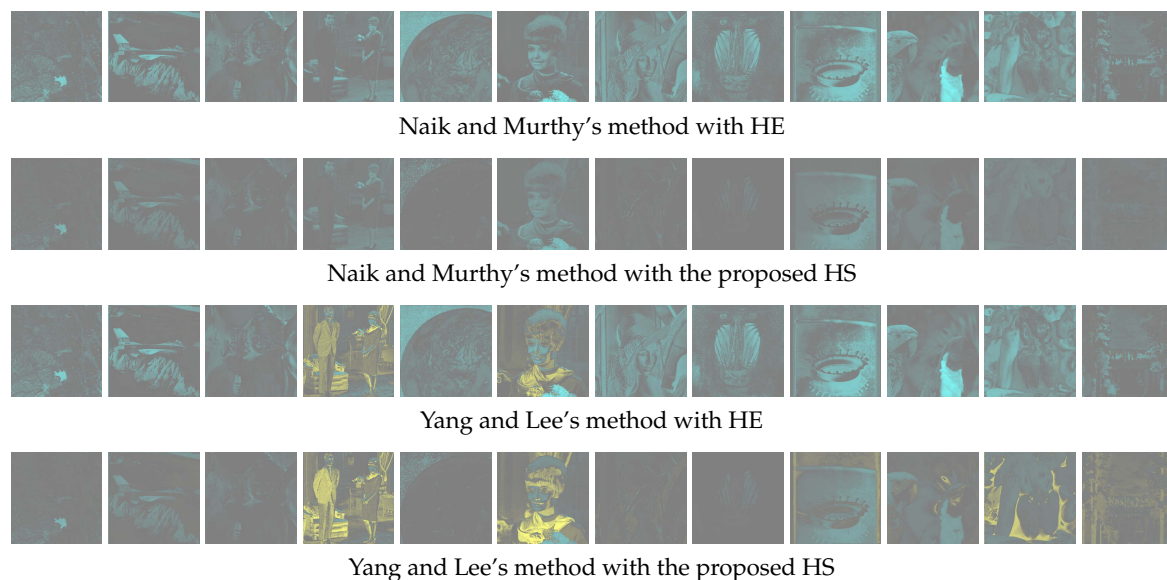 Naik and Murthy's method with HE
Naik and Murthy's method with the proposed HS
Yang and Lee's method with HE
Yang and Lee's method with the proposed HS